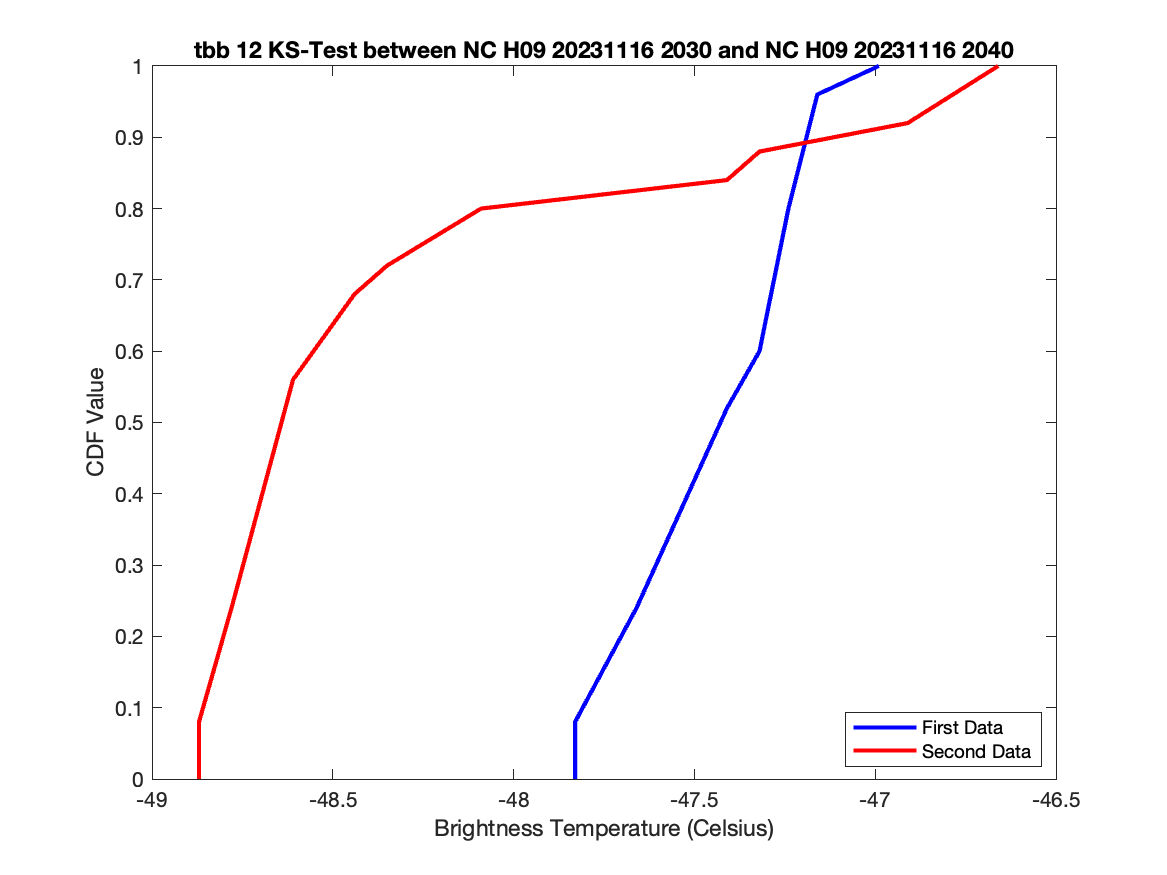 tbb 12 KS-Test between NC H09 20231116 2030 and NC H09 20231116 2040
1
0.9
0.8
0.7
0.6
0.5
0.4
0.3
0.2
0.1
0
CDF Value
First Data
Second Data
-49 -48.5 -48 -47.5 -47 -46.5
Brightness Temperature (Celsius)